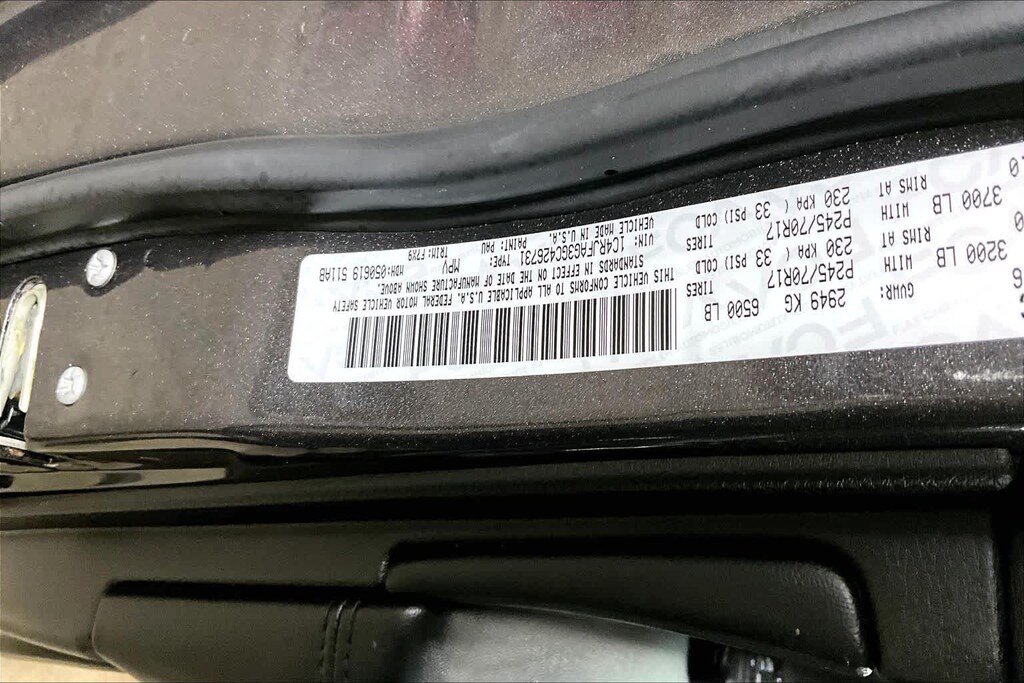 GVWR: 2949 KG 6500 LB
3200 LB WITH P245/70R17 TIRES
RIMS AT 230 KPA ( 33 PSI) COLD
3700 LB WITH P245/70R17 TIRES
RIMS AT 230 KPA ( 33 PSI) COLD
THIS VEHICLE CONFORMS TO ALL APPLICABLE U.S.A. FEDERAL MOTOR VEHICLE SAFETY
STANDARDS IN EFFECT ON THE DATE OF MANUFACTURE SHOWN ABOVE.
VIN: TYPE: MPV MDH:050619 511AB
VEHICLE MADE IN U.S.A. PAINT: PAU TRIM: